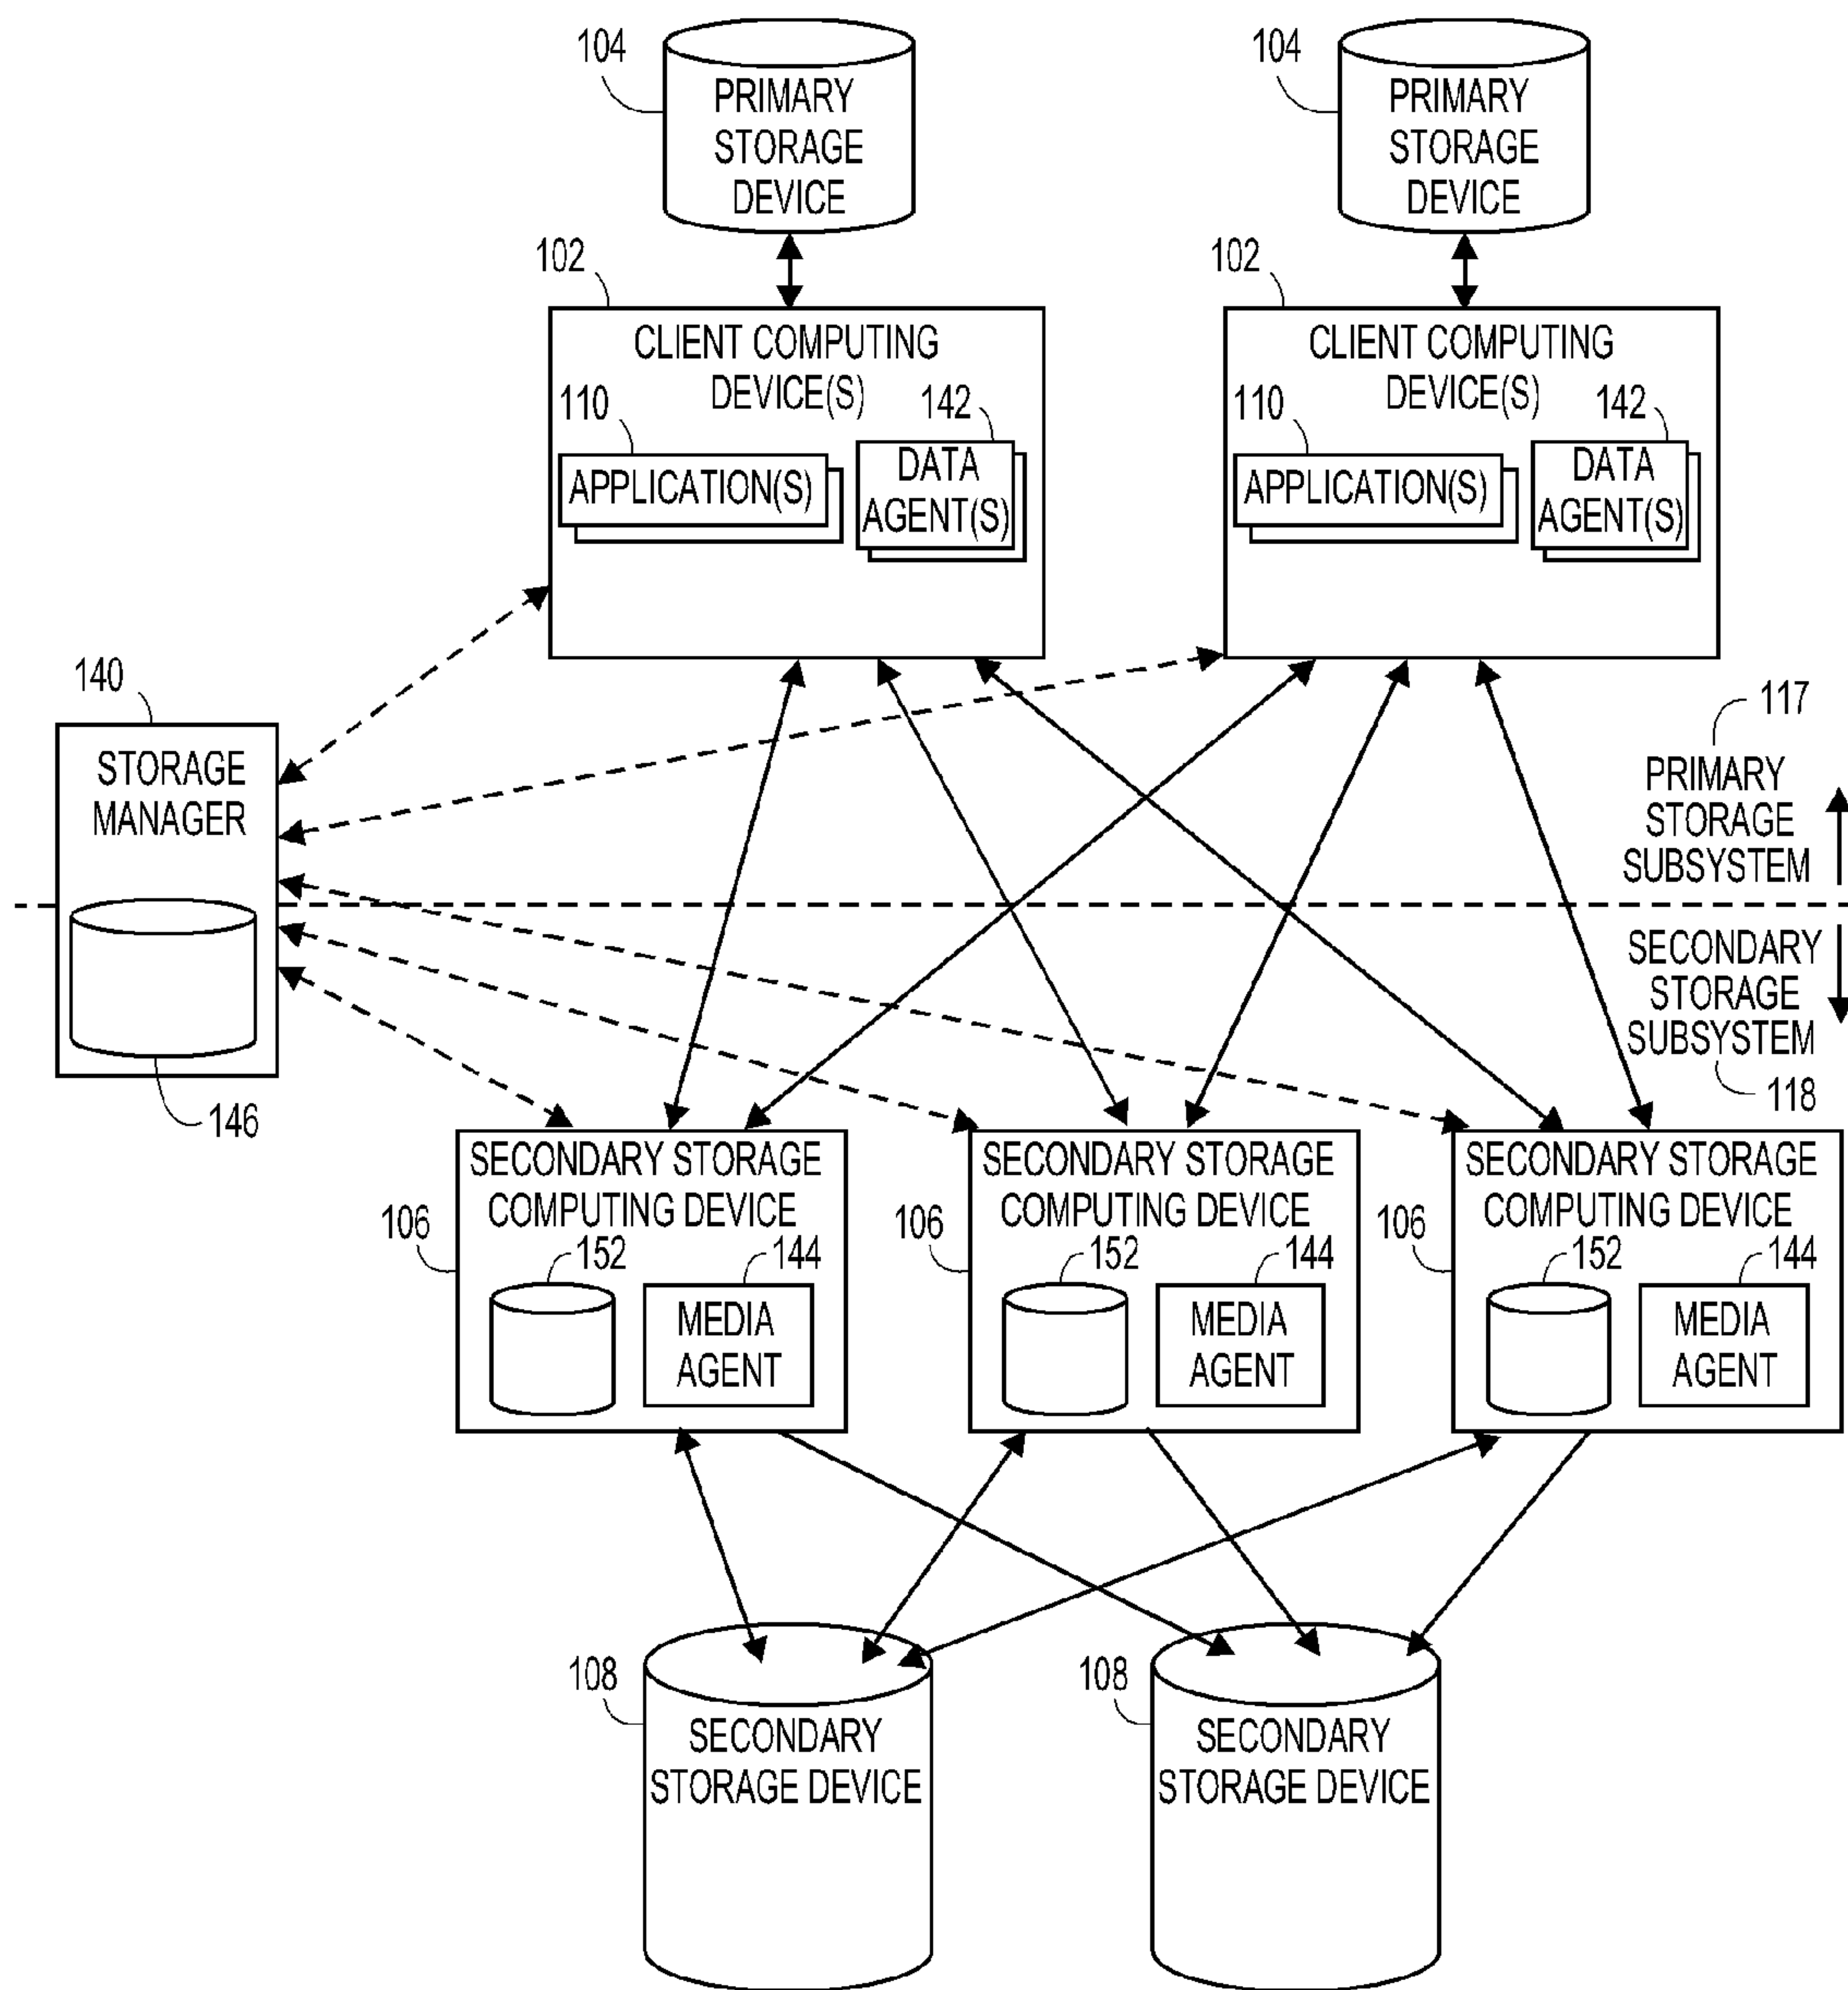 104
PRIMARY
STORAGE
DEVICE
104
PRIMARY
STORAGE
DEVICE
102
CLIENT COMPUTING
DEVICE(S)
110
APPLICATION(S)
142
DATA
AGENT(S)
102
CLIENT COMPUTING
DEVICE(S)
110
APPLICATION(S)
142
DATA
AGENT(S)
140
STORAGE
MANAGER
146
117
PRIMARY
STORAGE
SUBSYSTEM
SECONDARY
STORAGE
SUBSYSTEM
118
106
SECONDARY STORAGE
COMPUTING DEVICE
152
144
MEDIA
AGENT
106
SECONDARY STORAGE
COMPUTING DEVICE
152
144
MEDIA
AGENT
106
SECONDARY STORAGE
COMPUTING DEVICE
152
144
MEDIA
AGENT
108
SECONDARY
STORAGE DEVICE
108
SECONDARY
STORAGE DEVICE